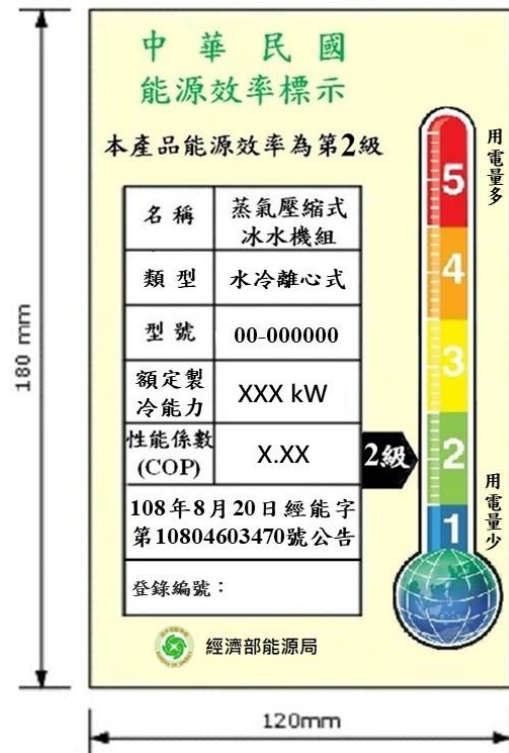 中華民國
能源效率標示
本產品能源效率為第2級
名稱
蒸氣壓縮式
冰水機組
類型
水冷離心式
型號
00-000000
額定製
冷能力
XXX kW
性能係數
(COP)
X.XX
108年8月20日經能字
第10804603470號公告
登錄編號：
經濟部能源局
用電量多
5
4
3
2級
2
1
用電量少
180 mm
120mm